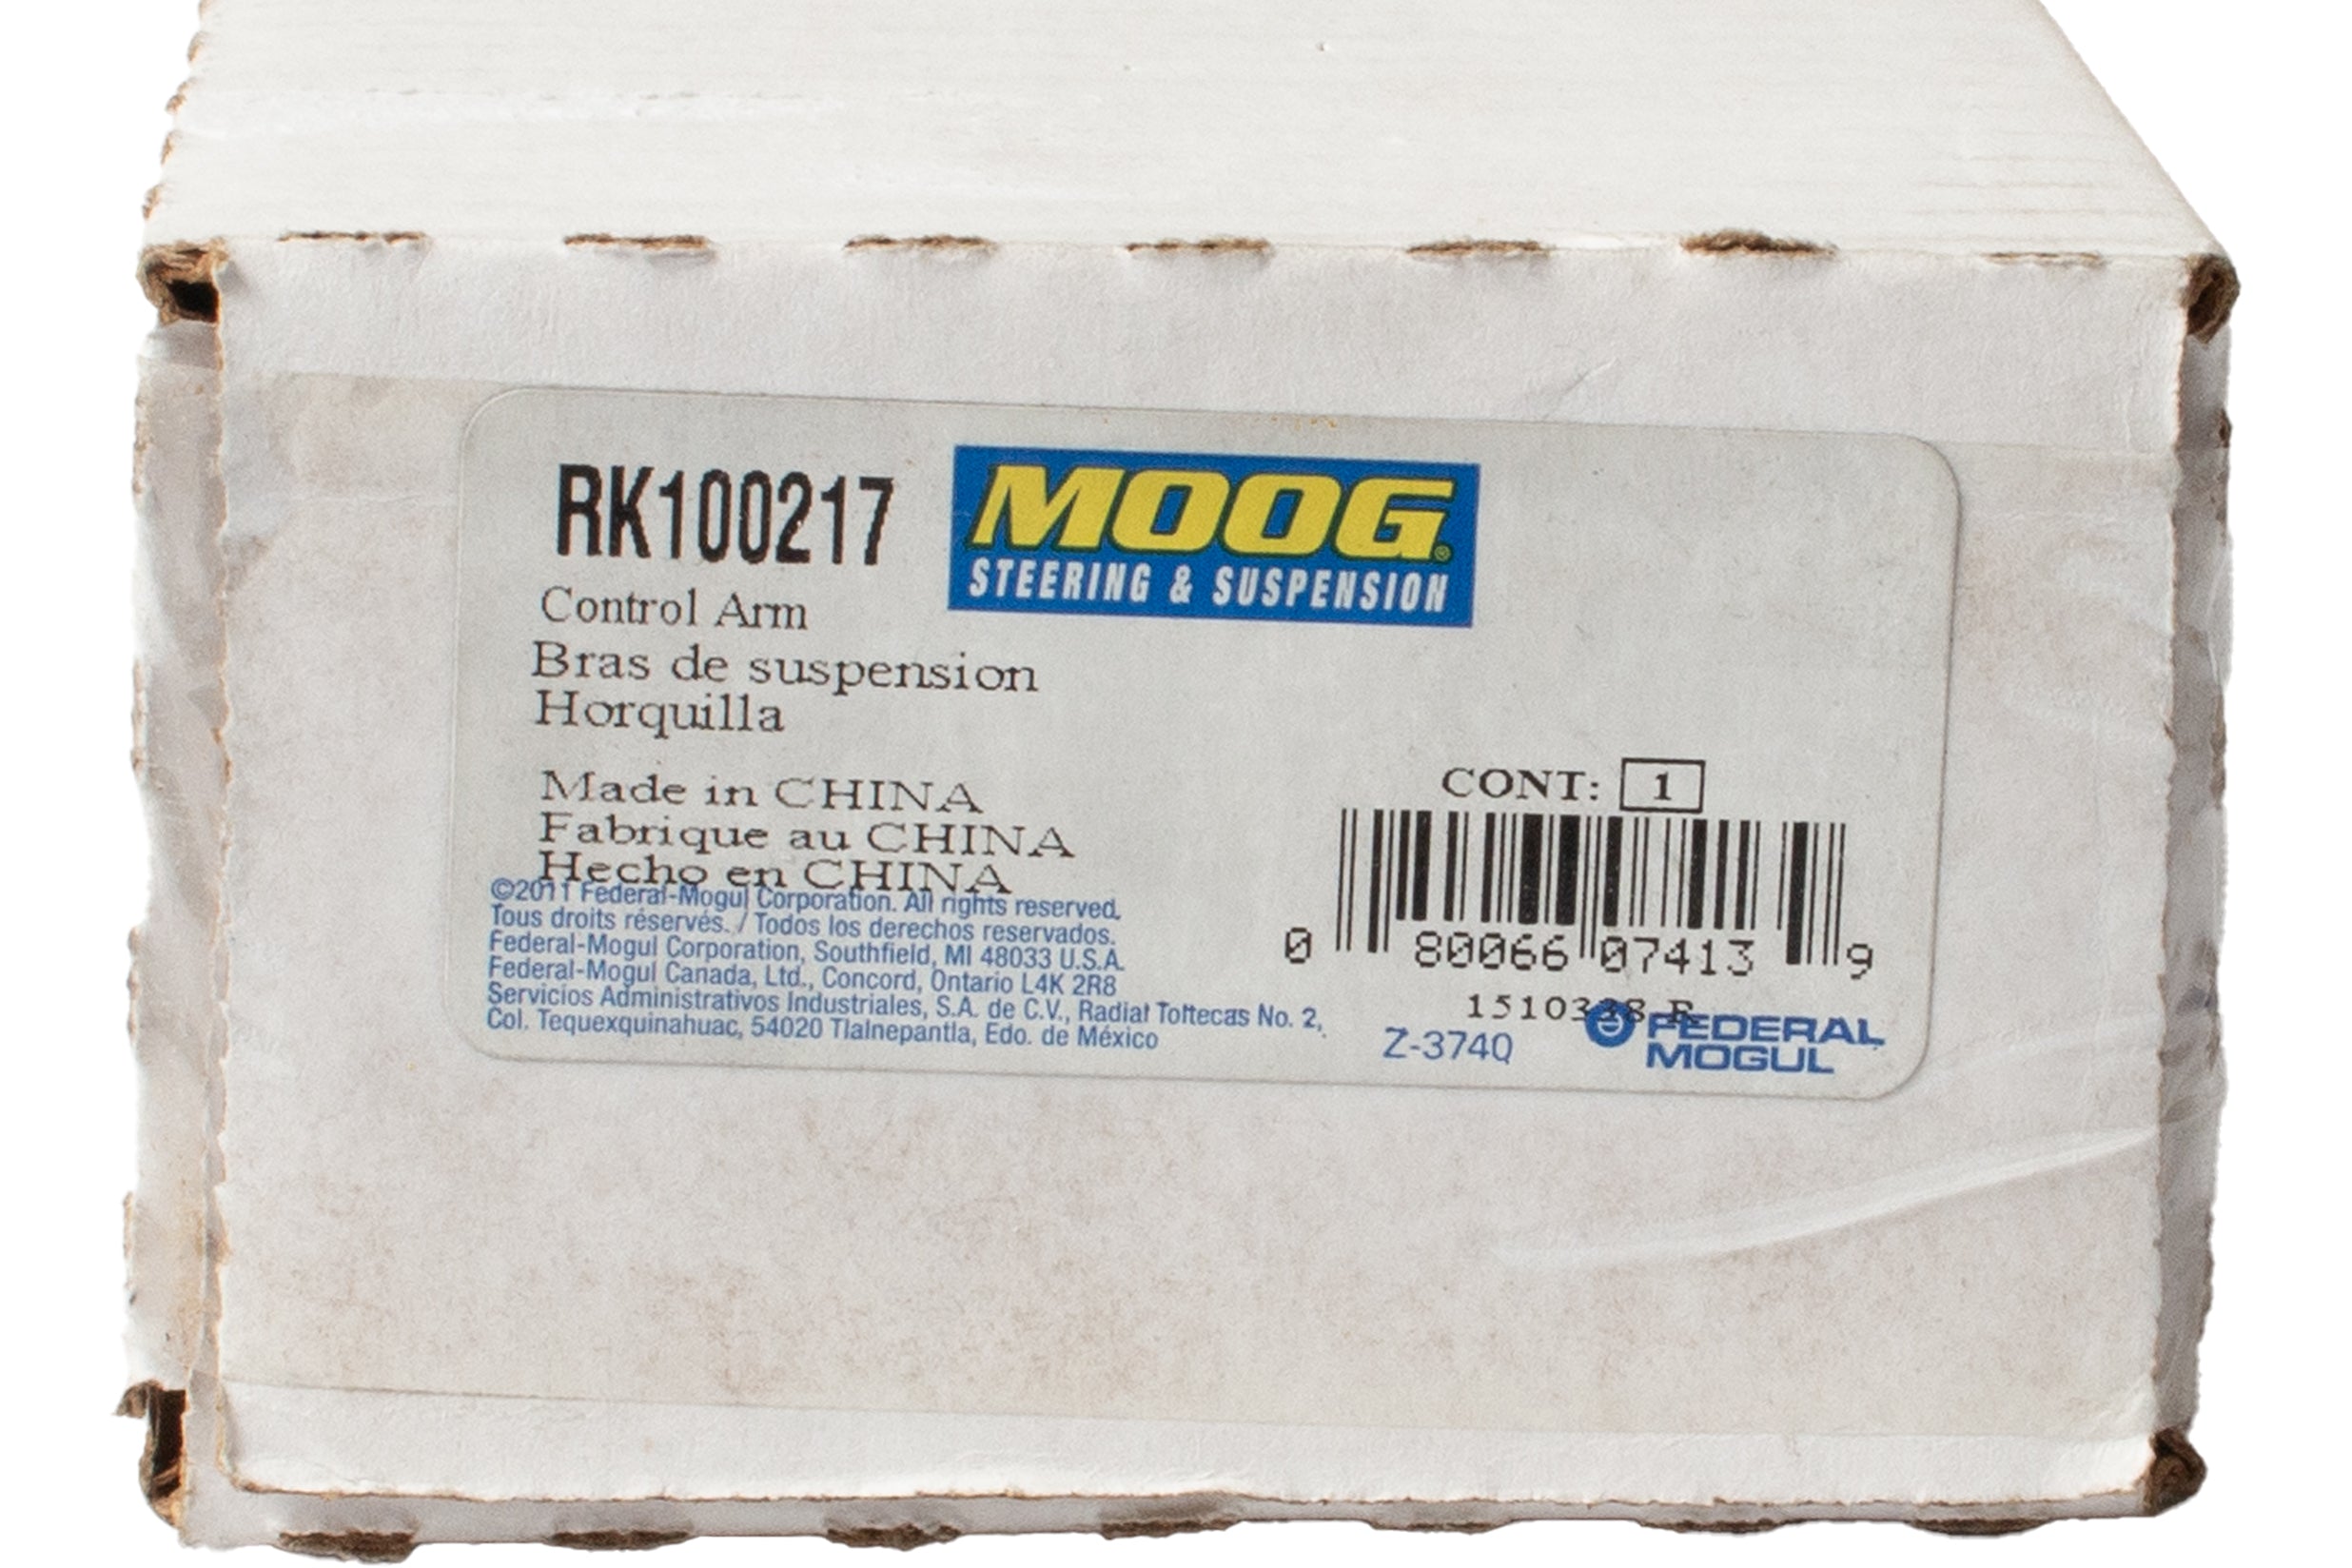 RK100217
MOOG®
STEERING & SUSPENSION
Control Arm
Bras de suspension
Horquilla
Made in CHINA
Fabrique au CHINA
Hecho en CHINA
©2011 Federal-Mogul Corporation. All rights reserved.
Tous droits réservés. / Todos los derechos reservados.
Federal-Mogul Corporation, Southfield, MI 48033 U.S.A.
Federal-Mogul Canada, Ltd., Concord, Ontario L4K 2R8
Servicios Administrativos Industriales, S.A. de C.V., Radial Toltecas No. 2,
Col. Tequexquinahuac, 54020 Tlalnepantla, Edo. de México
CONT: 1
0 80066 07413 9
Z-374Q
FEDERAL
MOGUL